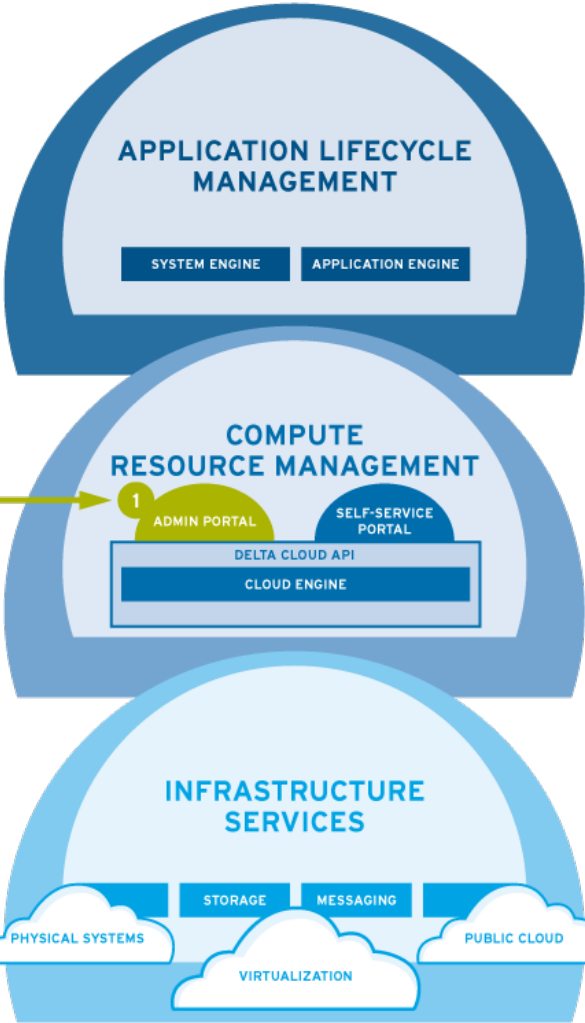 APPLICATION LIFECYCLE
MANAGEMENT
SYSTEM ENGINE
APPLICATION ENGINE
COMPUTE
RESOURCE MANAGEMENT
1
ADMIN PORTAL
SELF-SERVICE
PORTAL
DELTA CLOUD API
CLOUD ENGINE
INFRASTRUCTURE
SERVICES
STORAGE
MESSAGING
PHYSICAL SYSTEMS
PUBLIC CLOUD
VIRTUALIZATION